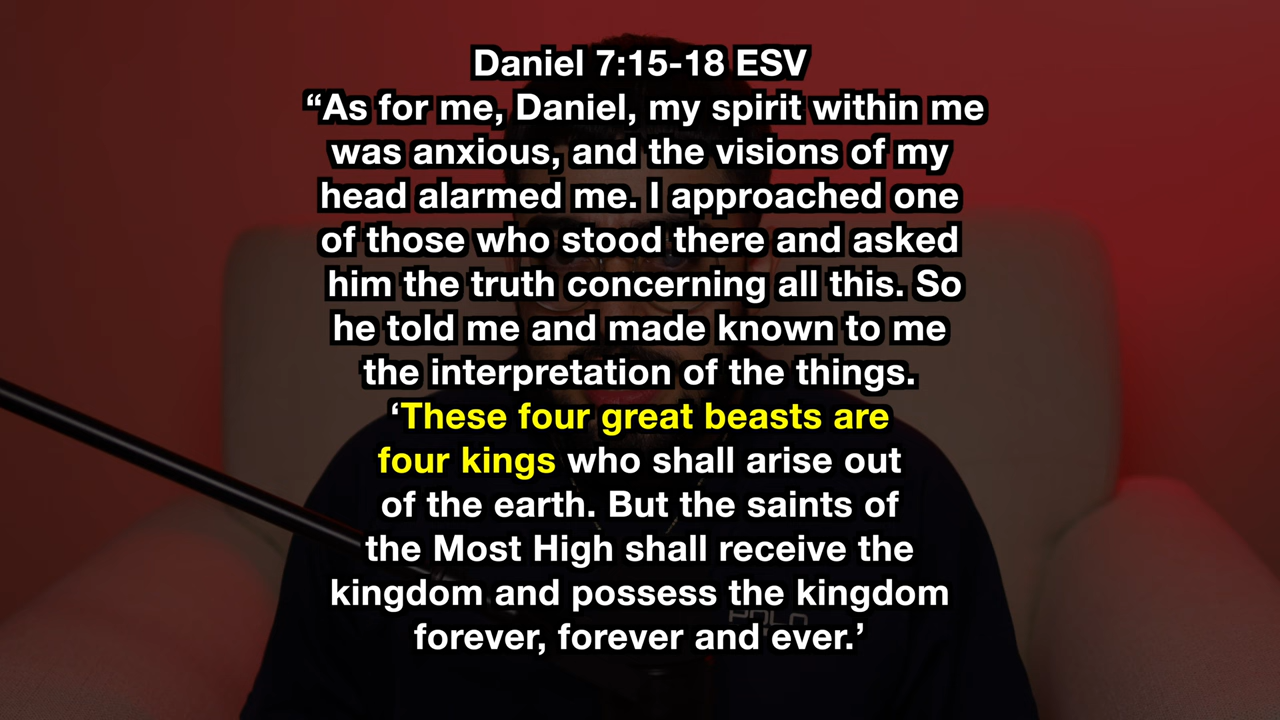 Daniel 7:15-18 ESV
“As for me, Daniel, my spirit within me
was anxious, and the visions of my
head alarmed me. I approached one
of those who stood there and asked
him the truth concerning all this. So
he told me and made known to me
the interpretation of the things.
‘These four great beasts are
four kings who shall arise out
of the earth. But the saints of
the Most High shall receive the
kingdom and possess the kingdom
POLO
forever, forever and ever.’